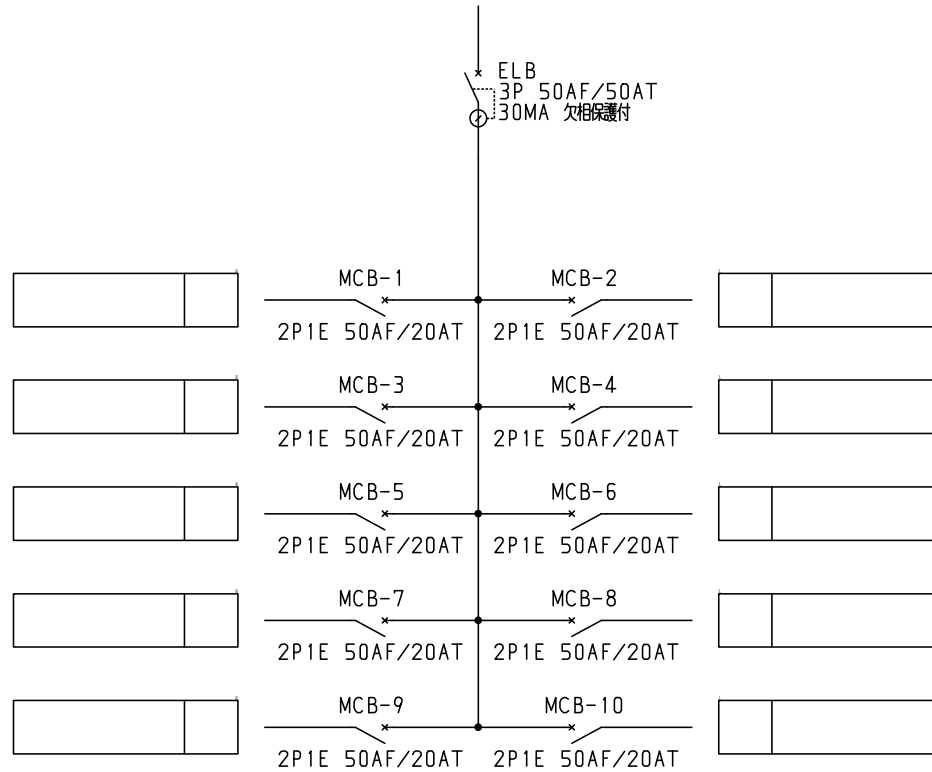 ELB
3P 50AF/50AT
30MA 欠相保護付
MCB-1
MCB-2
2P1E 50AF/20AT
2P1E 50AF/20AT
MCB-3
MCB-4
2P1E 50AF/20AT
2P1E 50AF/20AT
MCB-5
MCB-6
2P1E 50AF/20AT
2P1E 50AF/20AT
MCB-7
MCB-8
2P1E 50AF/20AT
2P1E 50AF/20AT
MCB-9
MCB-10
2P1E 50AF/20AT
2P1E 50AF/20AT